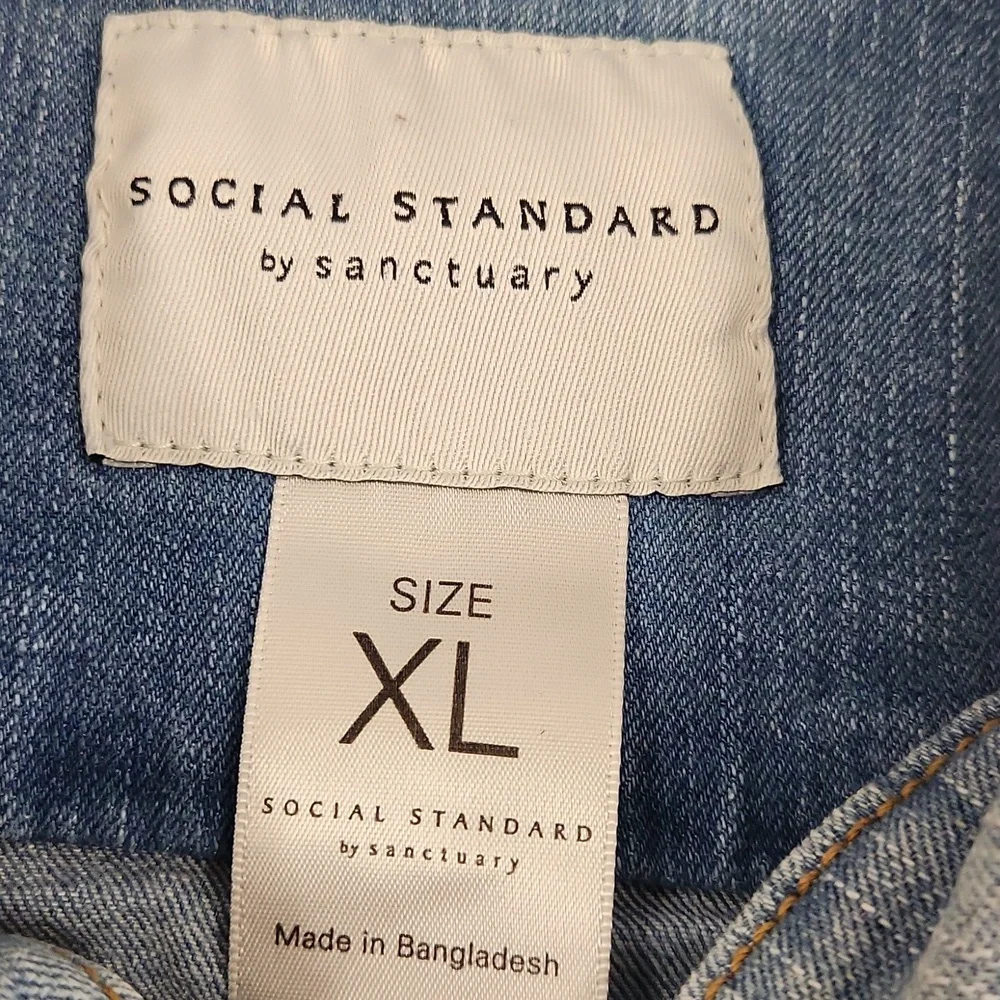 SOCIAL STANDARD
by sanctuary
SIZE
XL
SOCIAL STANDARD
by sanctuary
Made in Bangladesh